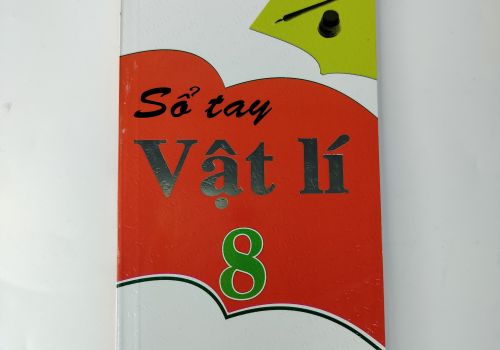 Sổ tay
Vật lí
8